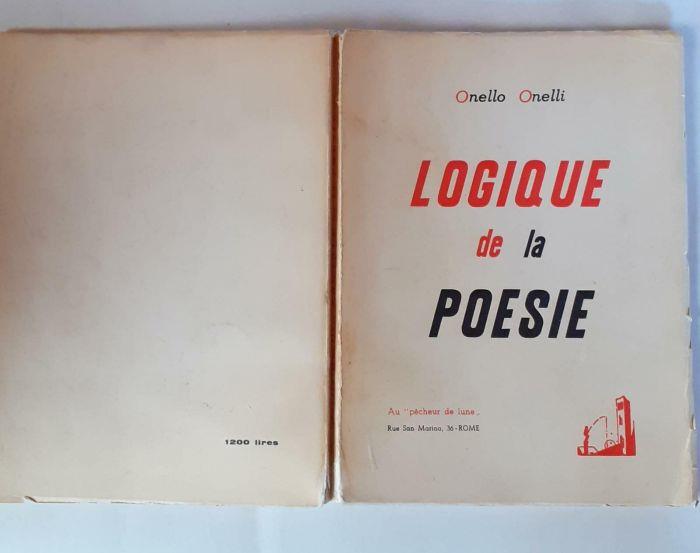 1200 lires
Onello Onelli
LOGIQUE
de la
POESIE
Au "pêcheur de lune„
Rue San Marino, 36 - ROME